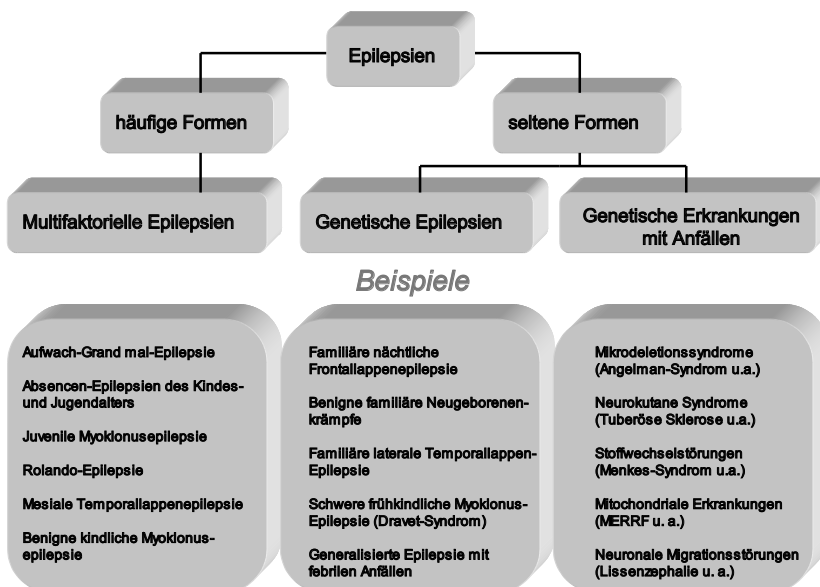 Epilepsien
häufige Formen
seltene Formen
Multifaktorielle Epilepsien
Genetische Epilepsien
Genetische Erkrankungen
mit Anfällen
Beispiele
Aufwach-Grand mal-Epilepsie
Absencen-Epilepsien des Kindes-
und Jugendalters
Juvenile Myoklonusepilepsie
Rolando-Epilepsie
Mesiale Temporallappenepilepsie
Benigne kindliche Myoklonus-
epilepsie
Familiäre nächtliche
Frontallappenepilepsie
Benigne familiäre Neugeborenen-
krämpfe
Familiäre laterale Temporallappen-
Epilepsie
Schwere frühkindliche Myoklonus-
Epilepsie (Dravet-Syndrom)
Generalisierte Epilepsie mit
febrilen Anfällen
Mikrodeletionssyndrome
(Angelman-Syndrom u.a.)
Neurokutane Syndrome
(Tuberöse Sklerose u.a.)
Stoffwechselstörungen
(Menkes-Syndrom u.a.)
Mitochondriale Erkrankungen
(MERRF u. a.)
Neuronale Migrationsstörungen
(Lissenzephalie u. a.)